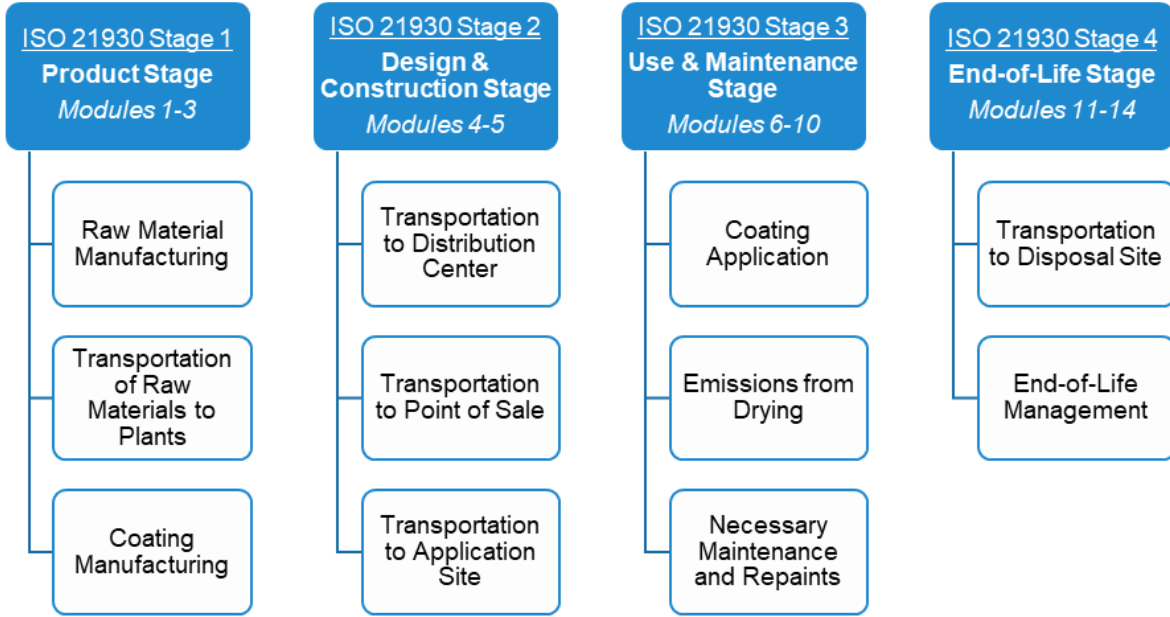 ISO 21930 Stage 1
Product Stage
Modules 1-3
Raw Material
Manufacturing
Transportation
of Raw
Materials to
Plants
Coating
Manufacturing
ISO 21930 Stage 2
Design &
Construction Stage
Modules 4-5
Transportation
to Distribution
Center
Transportation
to Point of Sale
Transportation
to Application
Site
ISO 21930 Stage 3
Use & Maintenance
Stage
Modules 6-10
Coating
Application
Emissions from
Drying
Necessary
Maintenance
and Repaints
ISO 21930 Stage 4
End-of-Life Stage
Modules 11-14
Transportation
to Disposal Site
End-of-Life
Management